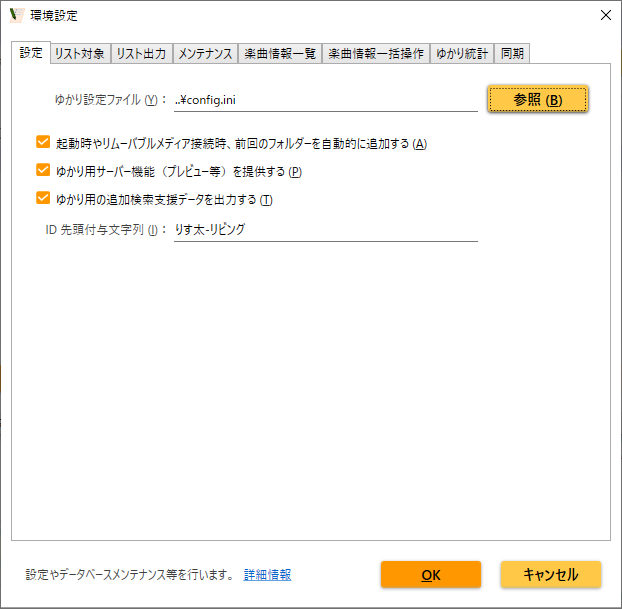 環境設定
設定 リスト対象 リスト出力 メンテナンス 楽曲情報一覧 楽曲情報一括操作 ゆかり統計 同期
ゆかり設定ファイル (Y)： ..¥config.ini 参照 (B)
起動時やリムーバブルメディア接続時、前回のフォルダーを自動的に追加する (A)
ゆかり用サーバー機能（プレビュー等）を提供する (P)
ゆかり用の追加検索支援データを出力する (T)
ID 先頭付与文字列 (I)： りす太-リビング
設定やデータベースメンテナンス等を行います。 詳細情報 OK キャンセル